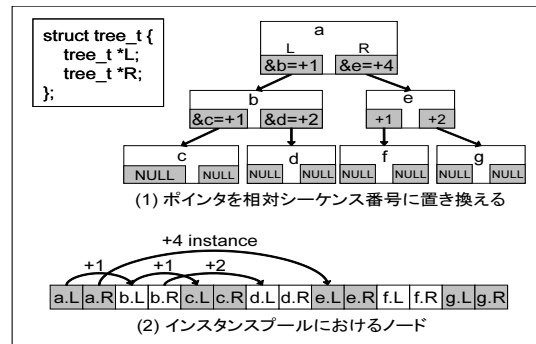 struct tree_t {
tree_t *L;
tree_t *R;
};
a
L R
&b=+1 &e=+4
b e
&c=+1 &d=+2 +1 +2
c d f g
NULL NULL NULL NULL NULL NULL NULL NULL
(1) ポインタを相対シーケンス番号に置き換える
+4 instance
+1 +1 +2
a.L a.R b.L b.R c.L c.R d.L d.R e.L e.R f.L f.R g.L g.R
(2) インスタンスプールにおけるノード